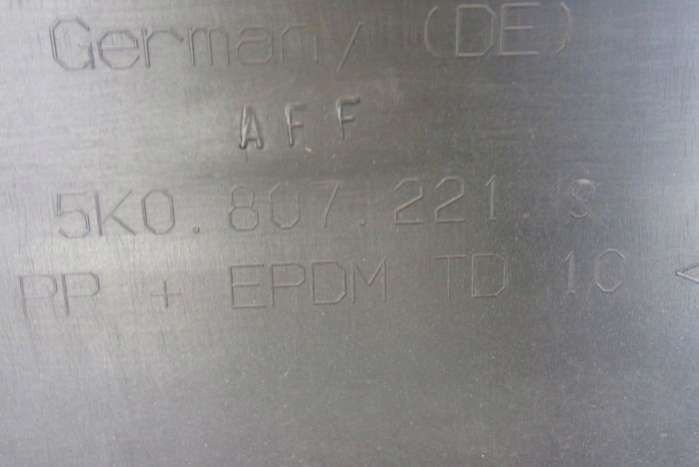 Germany (DE)
AFF
5K0.807.221.S
PP + EPDM TD 10 <